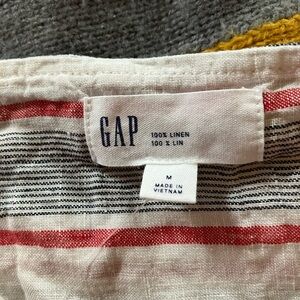 GAP
100% LINEN
100 % LIN
M
MADE IN
VIETNAM